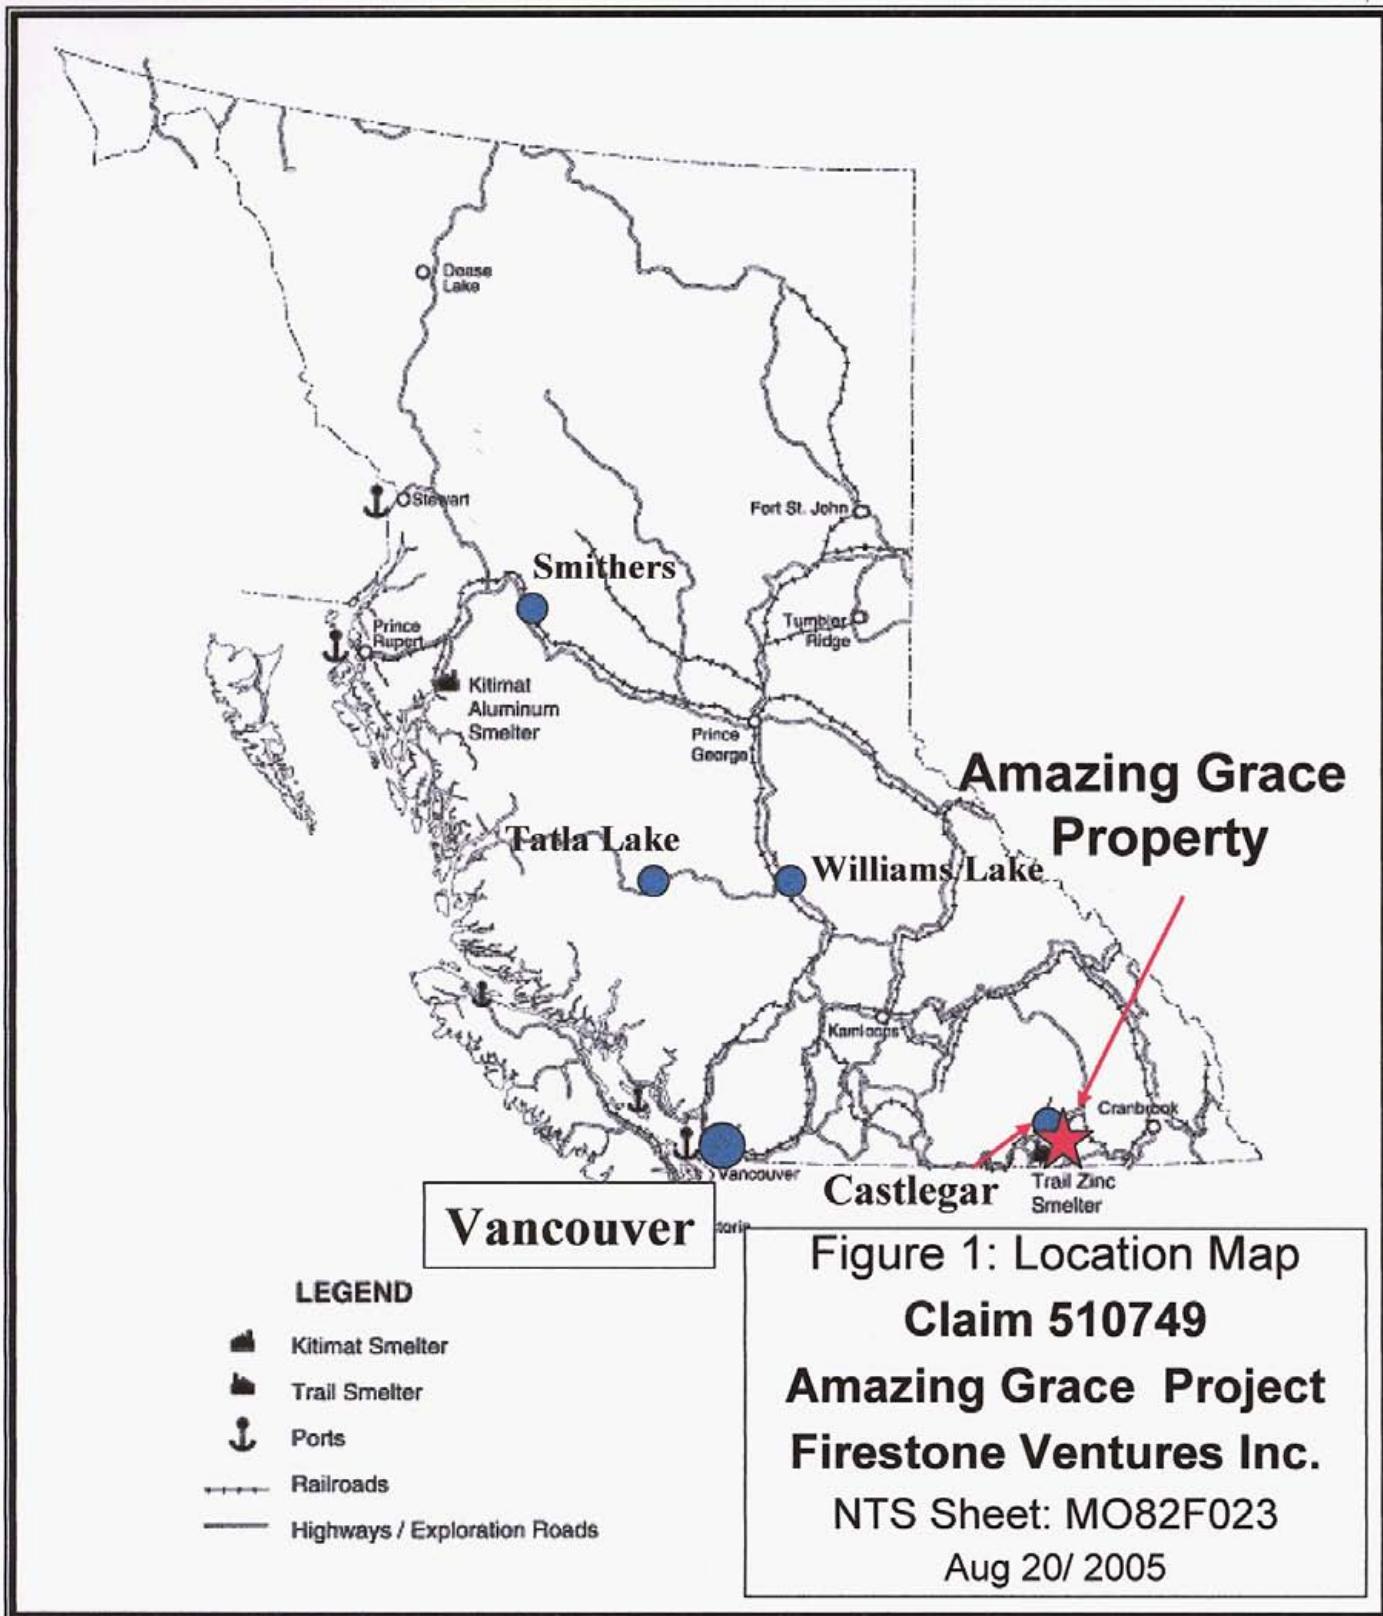 Dease
Lake
Stewart
Fort St. John
Smithers
Tumbler
Ridge
Prince
Rupert
Kitimat
Aluminum
Smelter
Prince
George
Amazing Grace
Property
Tatla Lake
Williams Lake
Kamloops
Cranbrook
Vancouver
Castlegar
Trail Zinc
Smelter
Vancouver
toria
Figure 1: Location Map
Claim 510749
Amazing Grace Project
Firestone Ventures Inc.
NTS Sheet: MO82F023
Aug 20/ 2005
LEGEND
Kitimat Smelter
Trail Smelter
Ports
Railroads
Highways / Exploration Roads